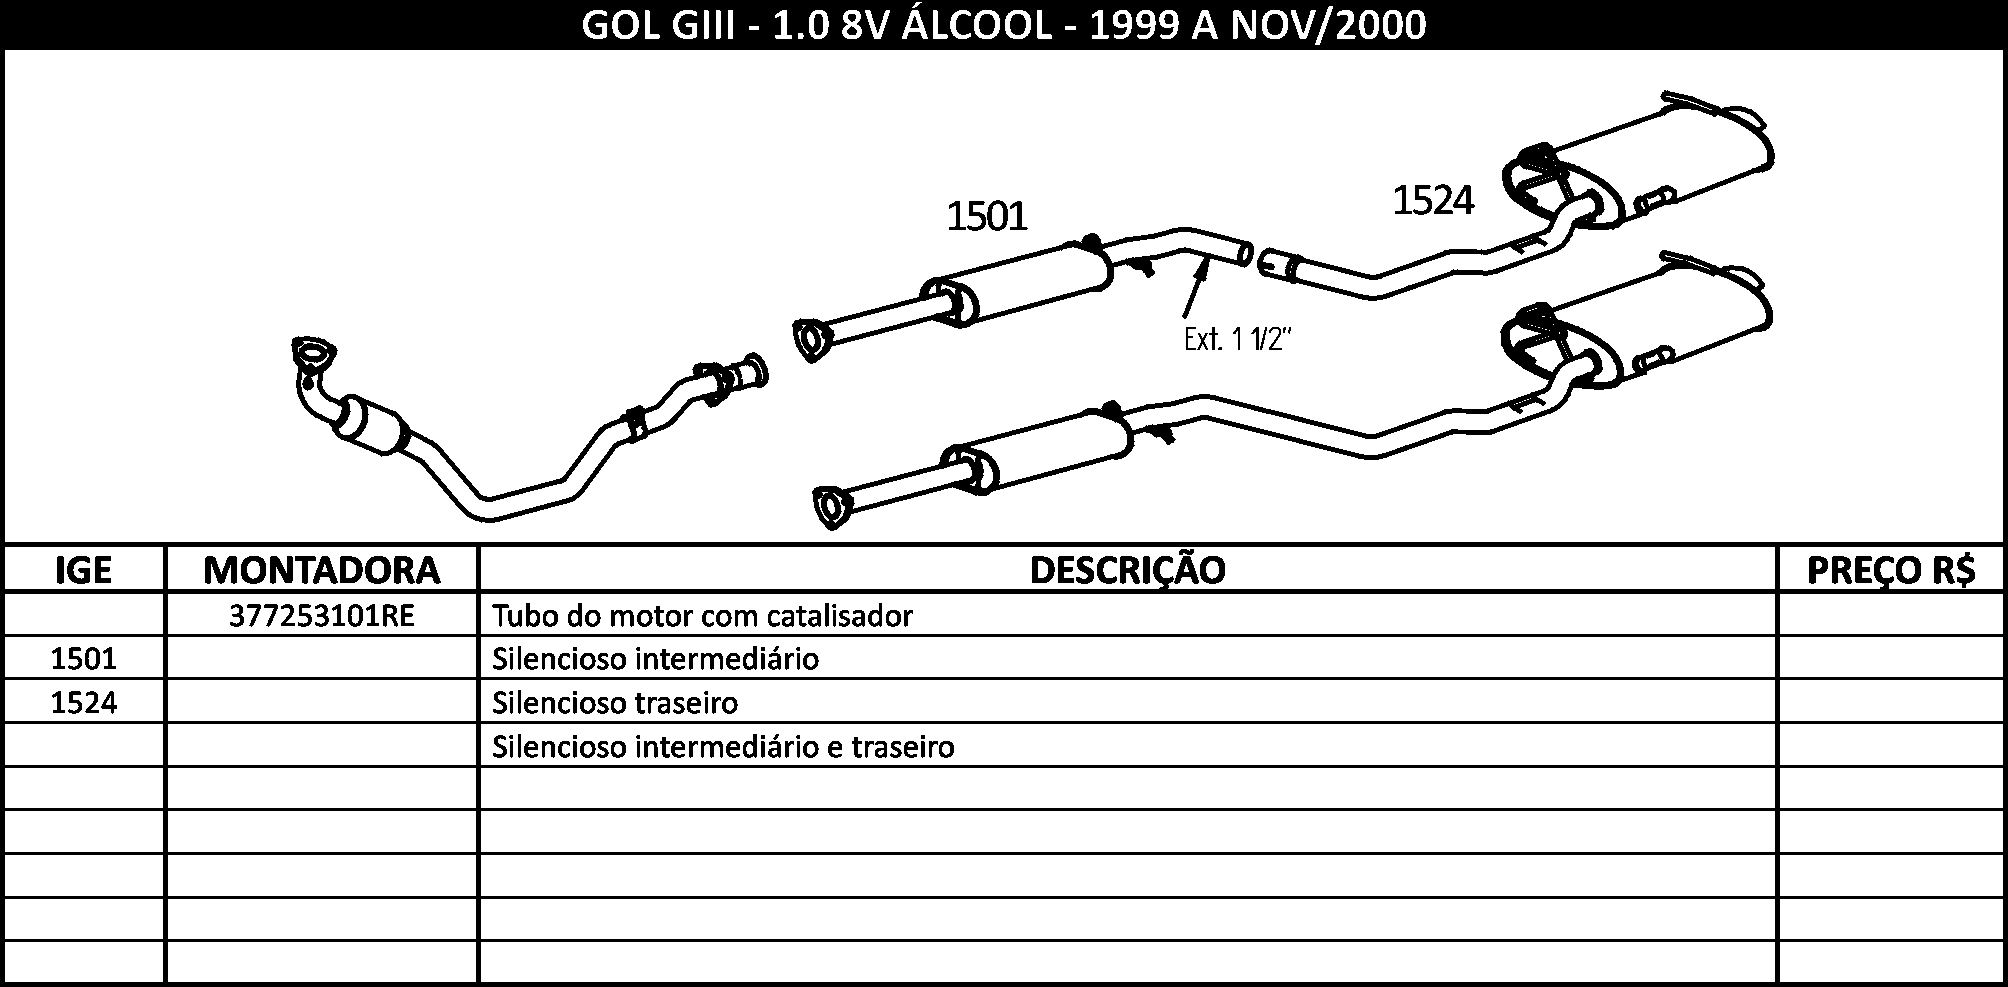 GOL GIII - 1.0 8V ÁLCOOL - 1999 A NOV/2000
1524
1501
Ext. 1 1/2”
IGE MONTADORA DESCRIÇÃO PREÇO R$
377253101RE Tubo do motor com catalisador
1501 Silencioso intermediário
1524 Silencioso traseiro
Silencioso intermediário e traseiro